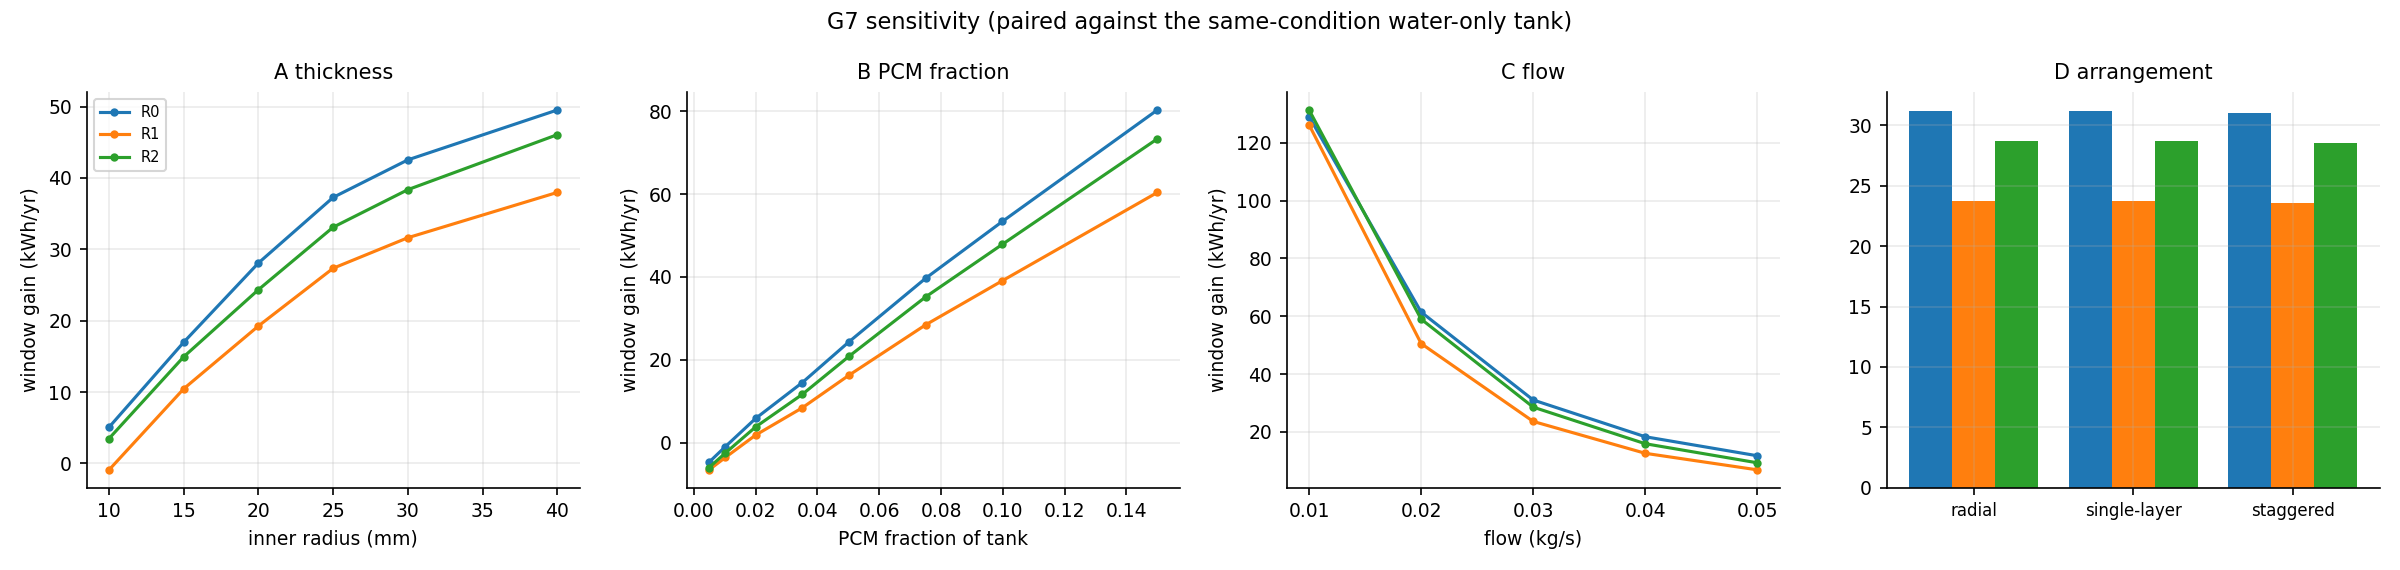 G7 sensitivity (paired against the same-condition water-only tank)
A thickness
50
40
30
20
10
0
window gain (kWh/yr)
R0
R1
R2
10 15 20 25 30 35 40
inner radius (mm)
B PCM fraction
80
60
40
20
0
window gain (kWh/yr)
0.00 0.02 0.04 0.06 0.08 0.10 0.12 0.14
PCM fraction of tank
C flow
120
100
80
60
40
20
window gain (kWh/yr)
0.01 0.02 0.03 0.04 0.05
flow (kg/s)
D arrangement
30
25
20
15
10
5
0
radial single-layer staggered